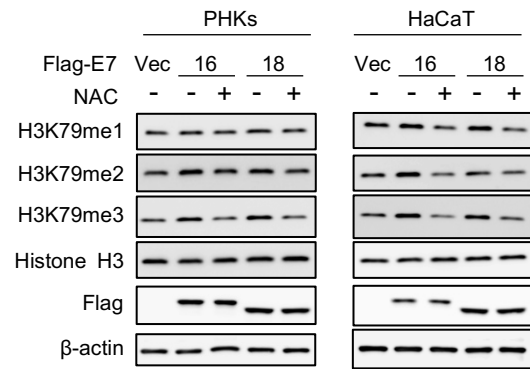 PHKs HaCaT
Flag-E7 Vec 16 18 Vec 16 18
NAC - - + - + - - + - +
H3K79me1
H3K79me2
H3K79me3
Histone H3
Flag
β-actin